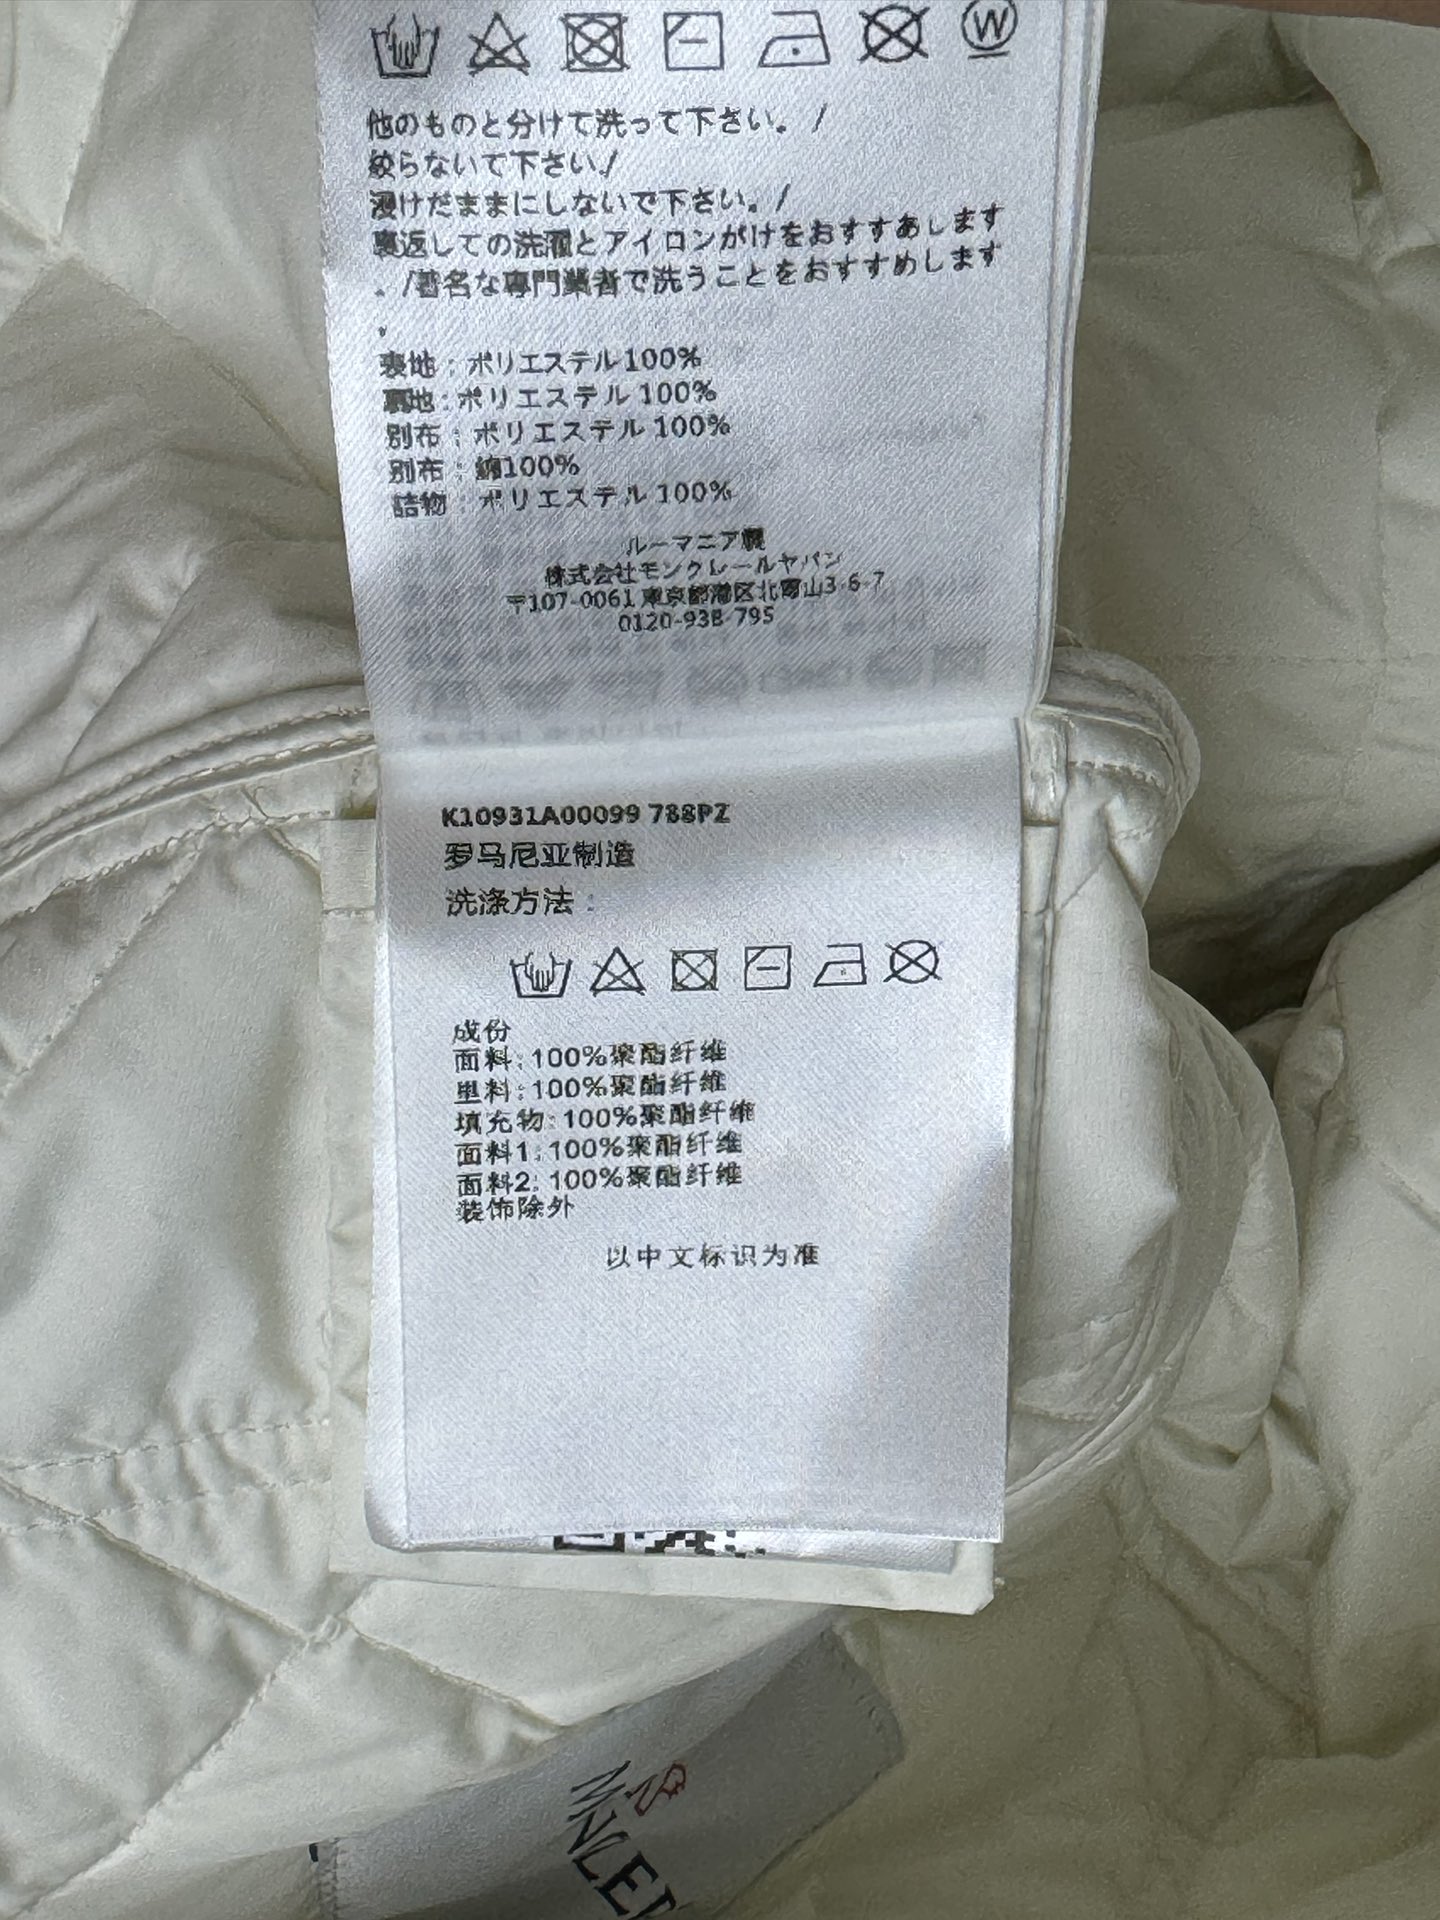 W
他のものと分けて洗って下さい。/
絞らないで下さい/
浸けだままにしないで下さい。/
裏返しての洗濯とアイロンがけをおすすあします
。/著名な専門業者で洗うことをおすすめします
.
表地:ポリエステル100%
裏地:ポリエステル100%
別布:ポリエステル100%
別布:綿100%
詰物:ポリエステル100%
ルーマニア製
株式会社モンクレールヤパン
〒107-0061東京都港区北青山3-6-7
0120-938-795
K10931A00099 788PZ
罗马尼亚制造
洗涤方法:
成份
面料:100%聚酯纤维
里料:100%聚酯纤维
填充物:100%聚酯纤维
面料1:100%聚酯纤维
面料2:100%聚酯纤维
装饰除外
以中文标识为准